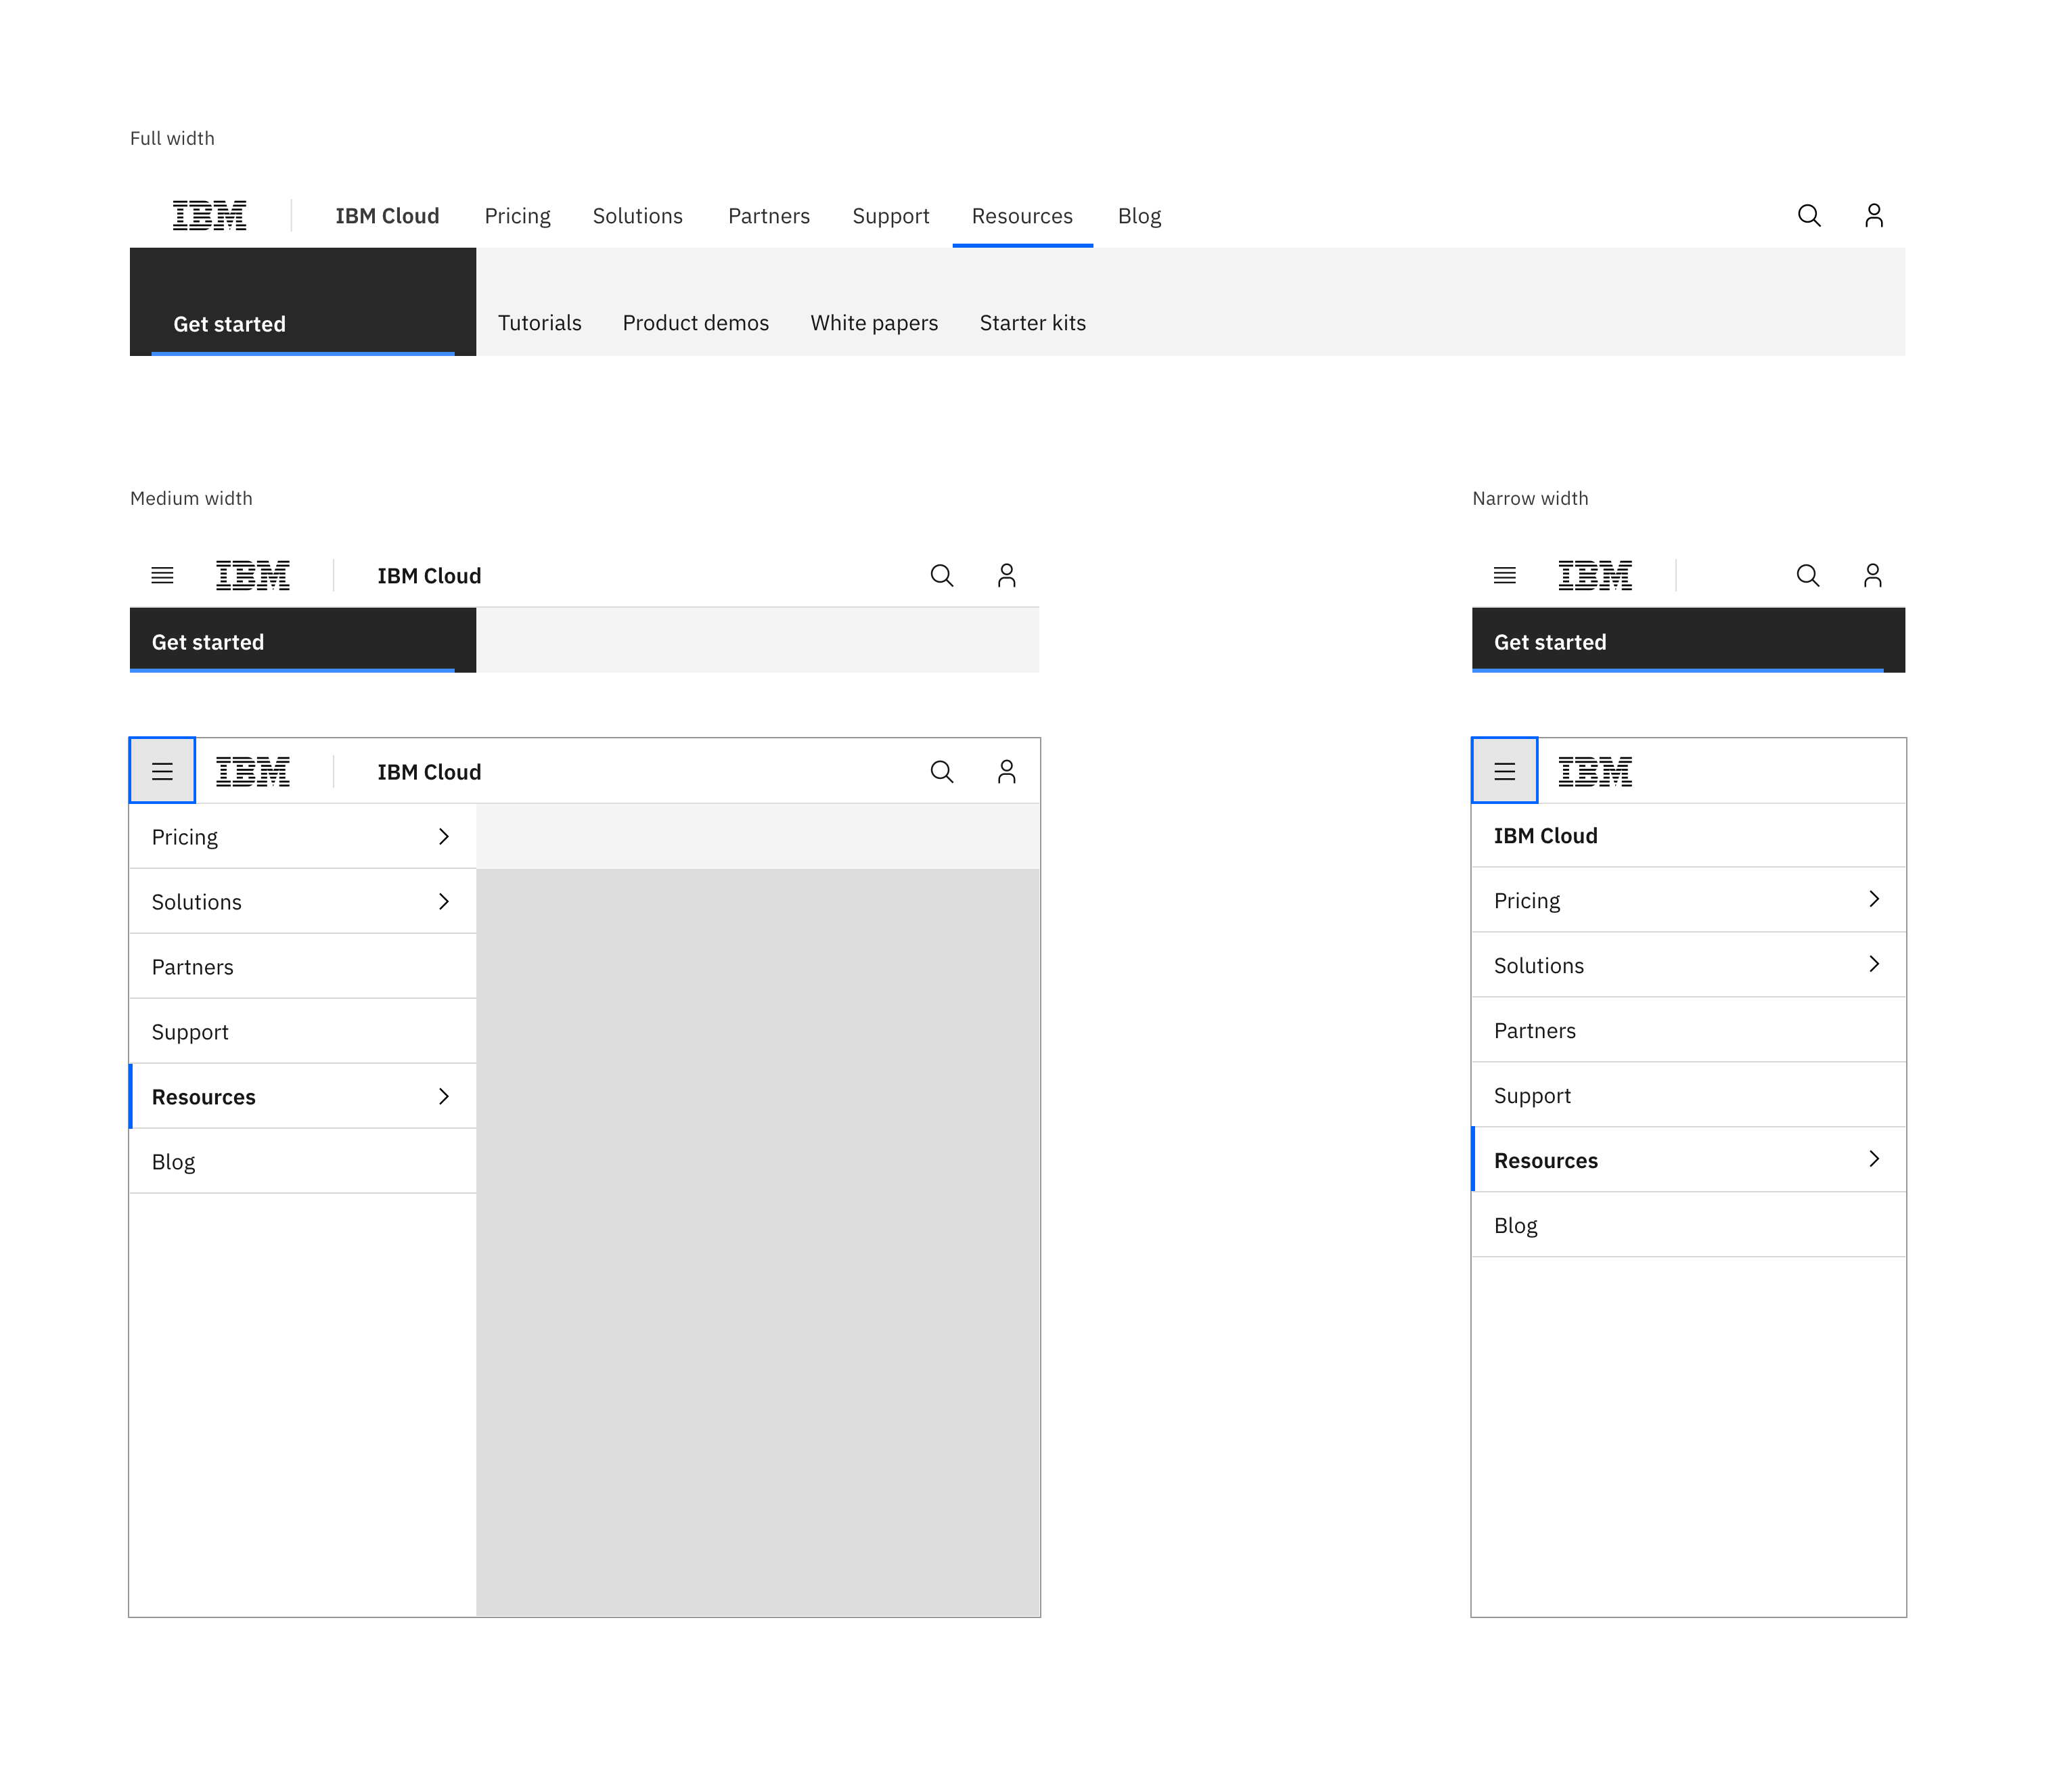 Full width
IBM IBM Cloud Pricing Solutions Partners Support Resources Blog
Get started Tutorials Product demos White papers Starter kits
Medium width
IBM IBM Cloud
Get started
IBM IBM Cloud
Pricing
Solutions
Partners
Support
Resources
Blog
Narrow width
IBM
Get started
IBM
IBM Cloud
Pricing
Solutions
Partners
Support
Resources
Blog